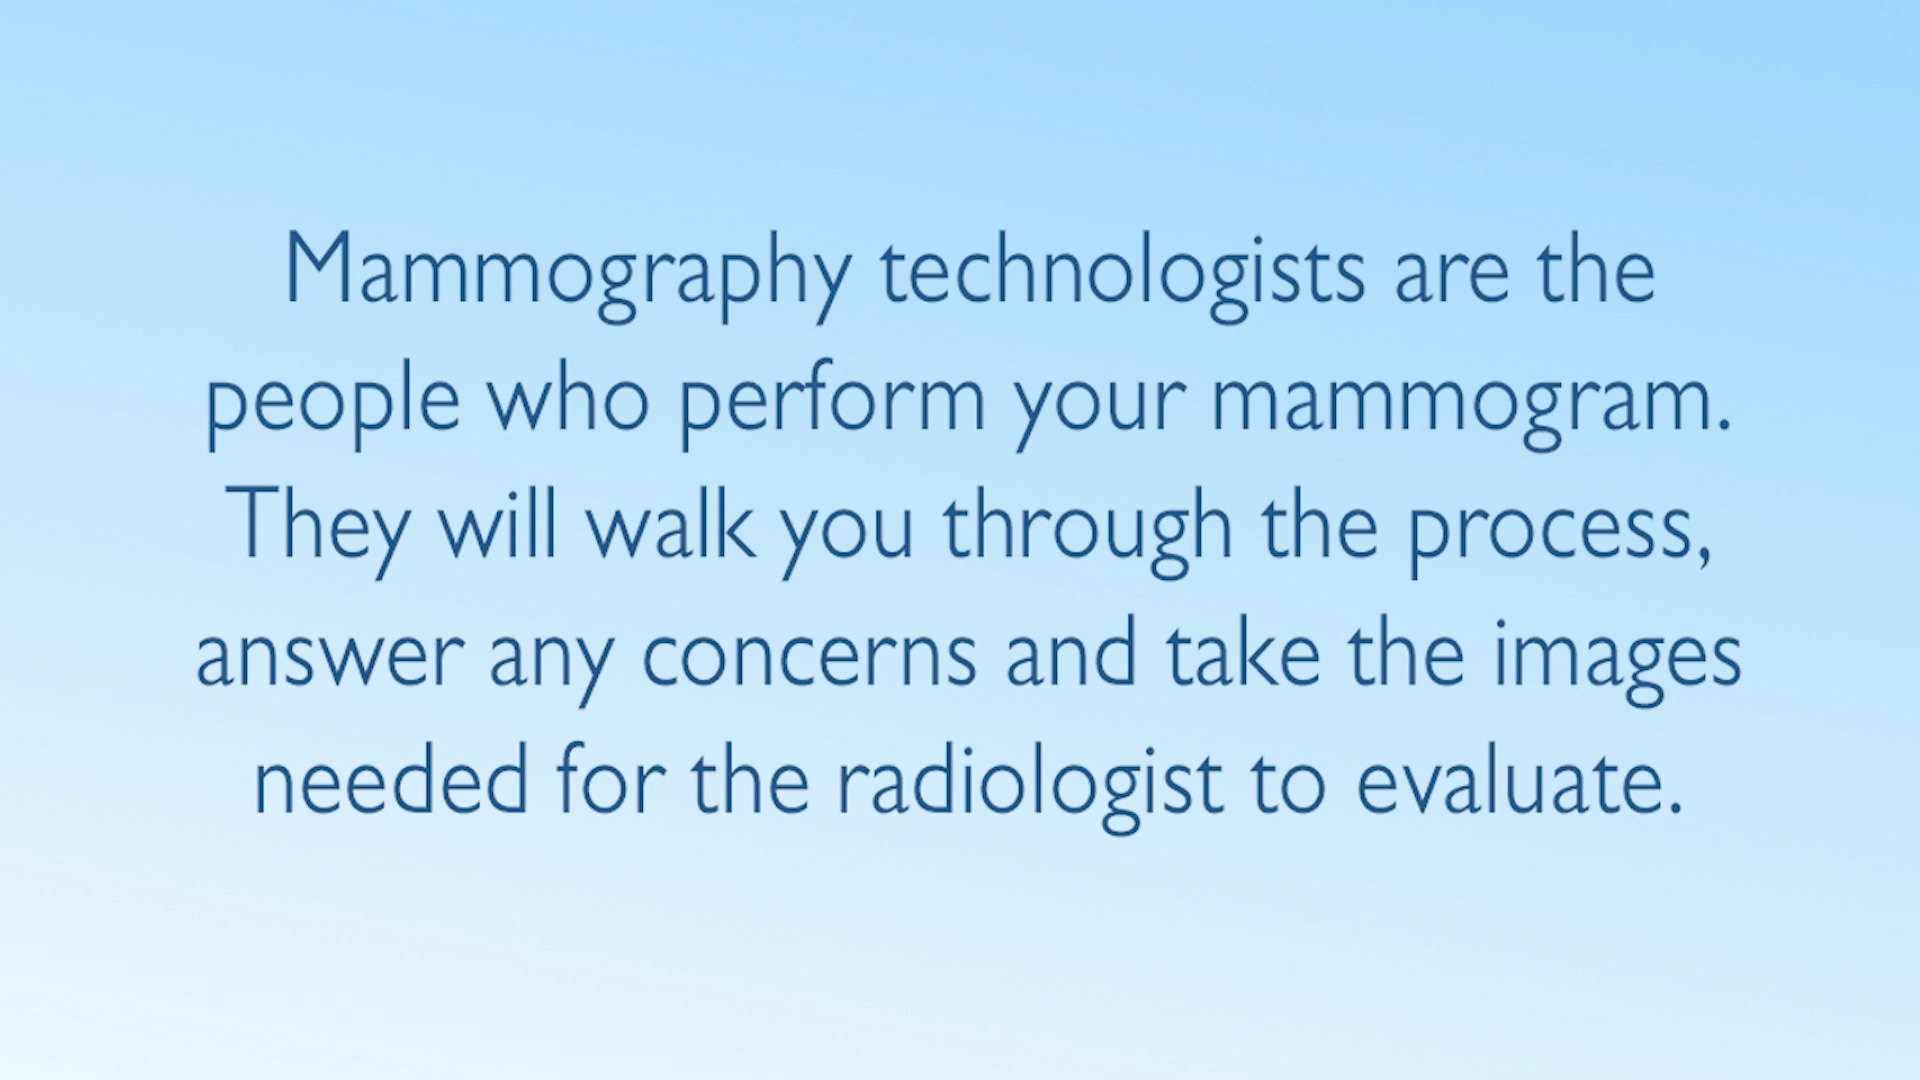 Mammography technologists are the
people who perform your mammogram.
They will walk you through the process,
answer any concerns and take the images
needed for the radiologist to evaluate.